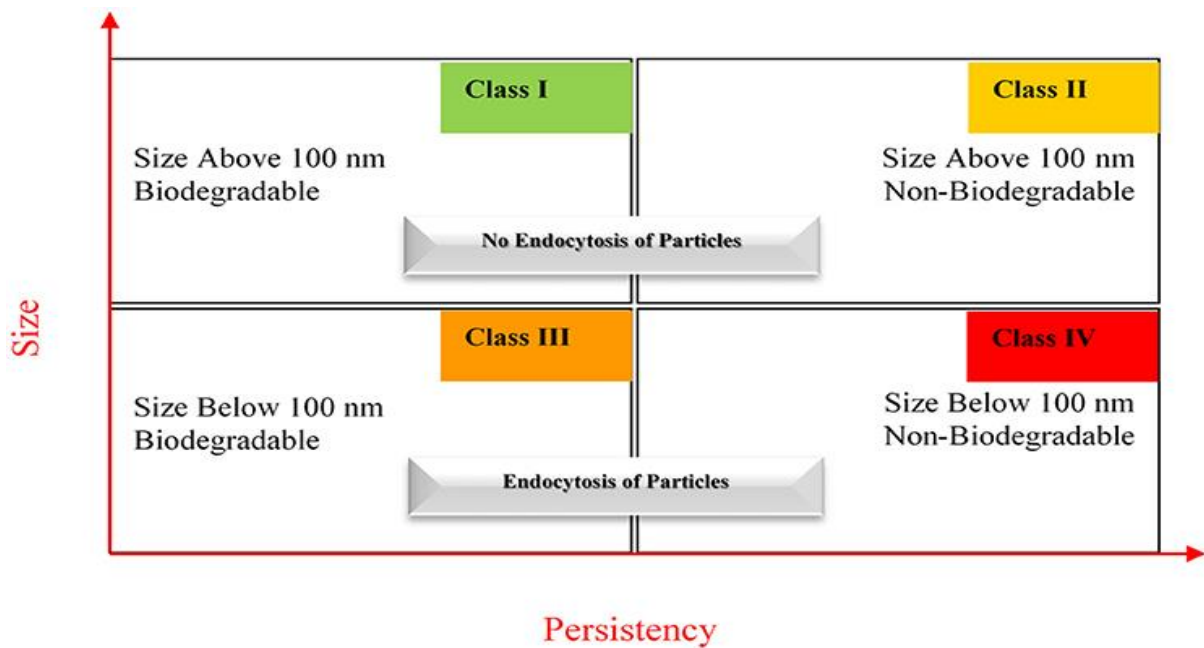 Class I
Size Above 100 nm
Biodegradable
Class II
Size Above 100 nm
Non-Biodegradable
No Endocytosis of Particles
Size
Class III
Size Below 100 nm
Biodegradable
Class IV
Size Below 100 nm
Non-Biodegradable
Endocytosis of Particles
Persistency